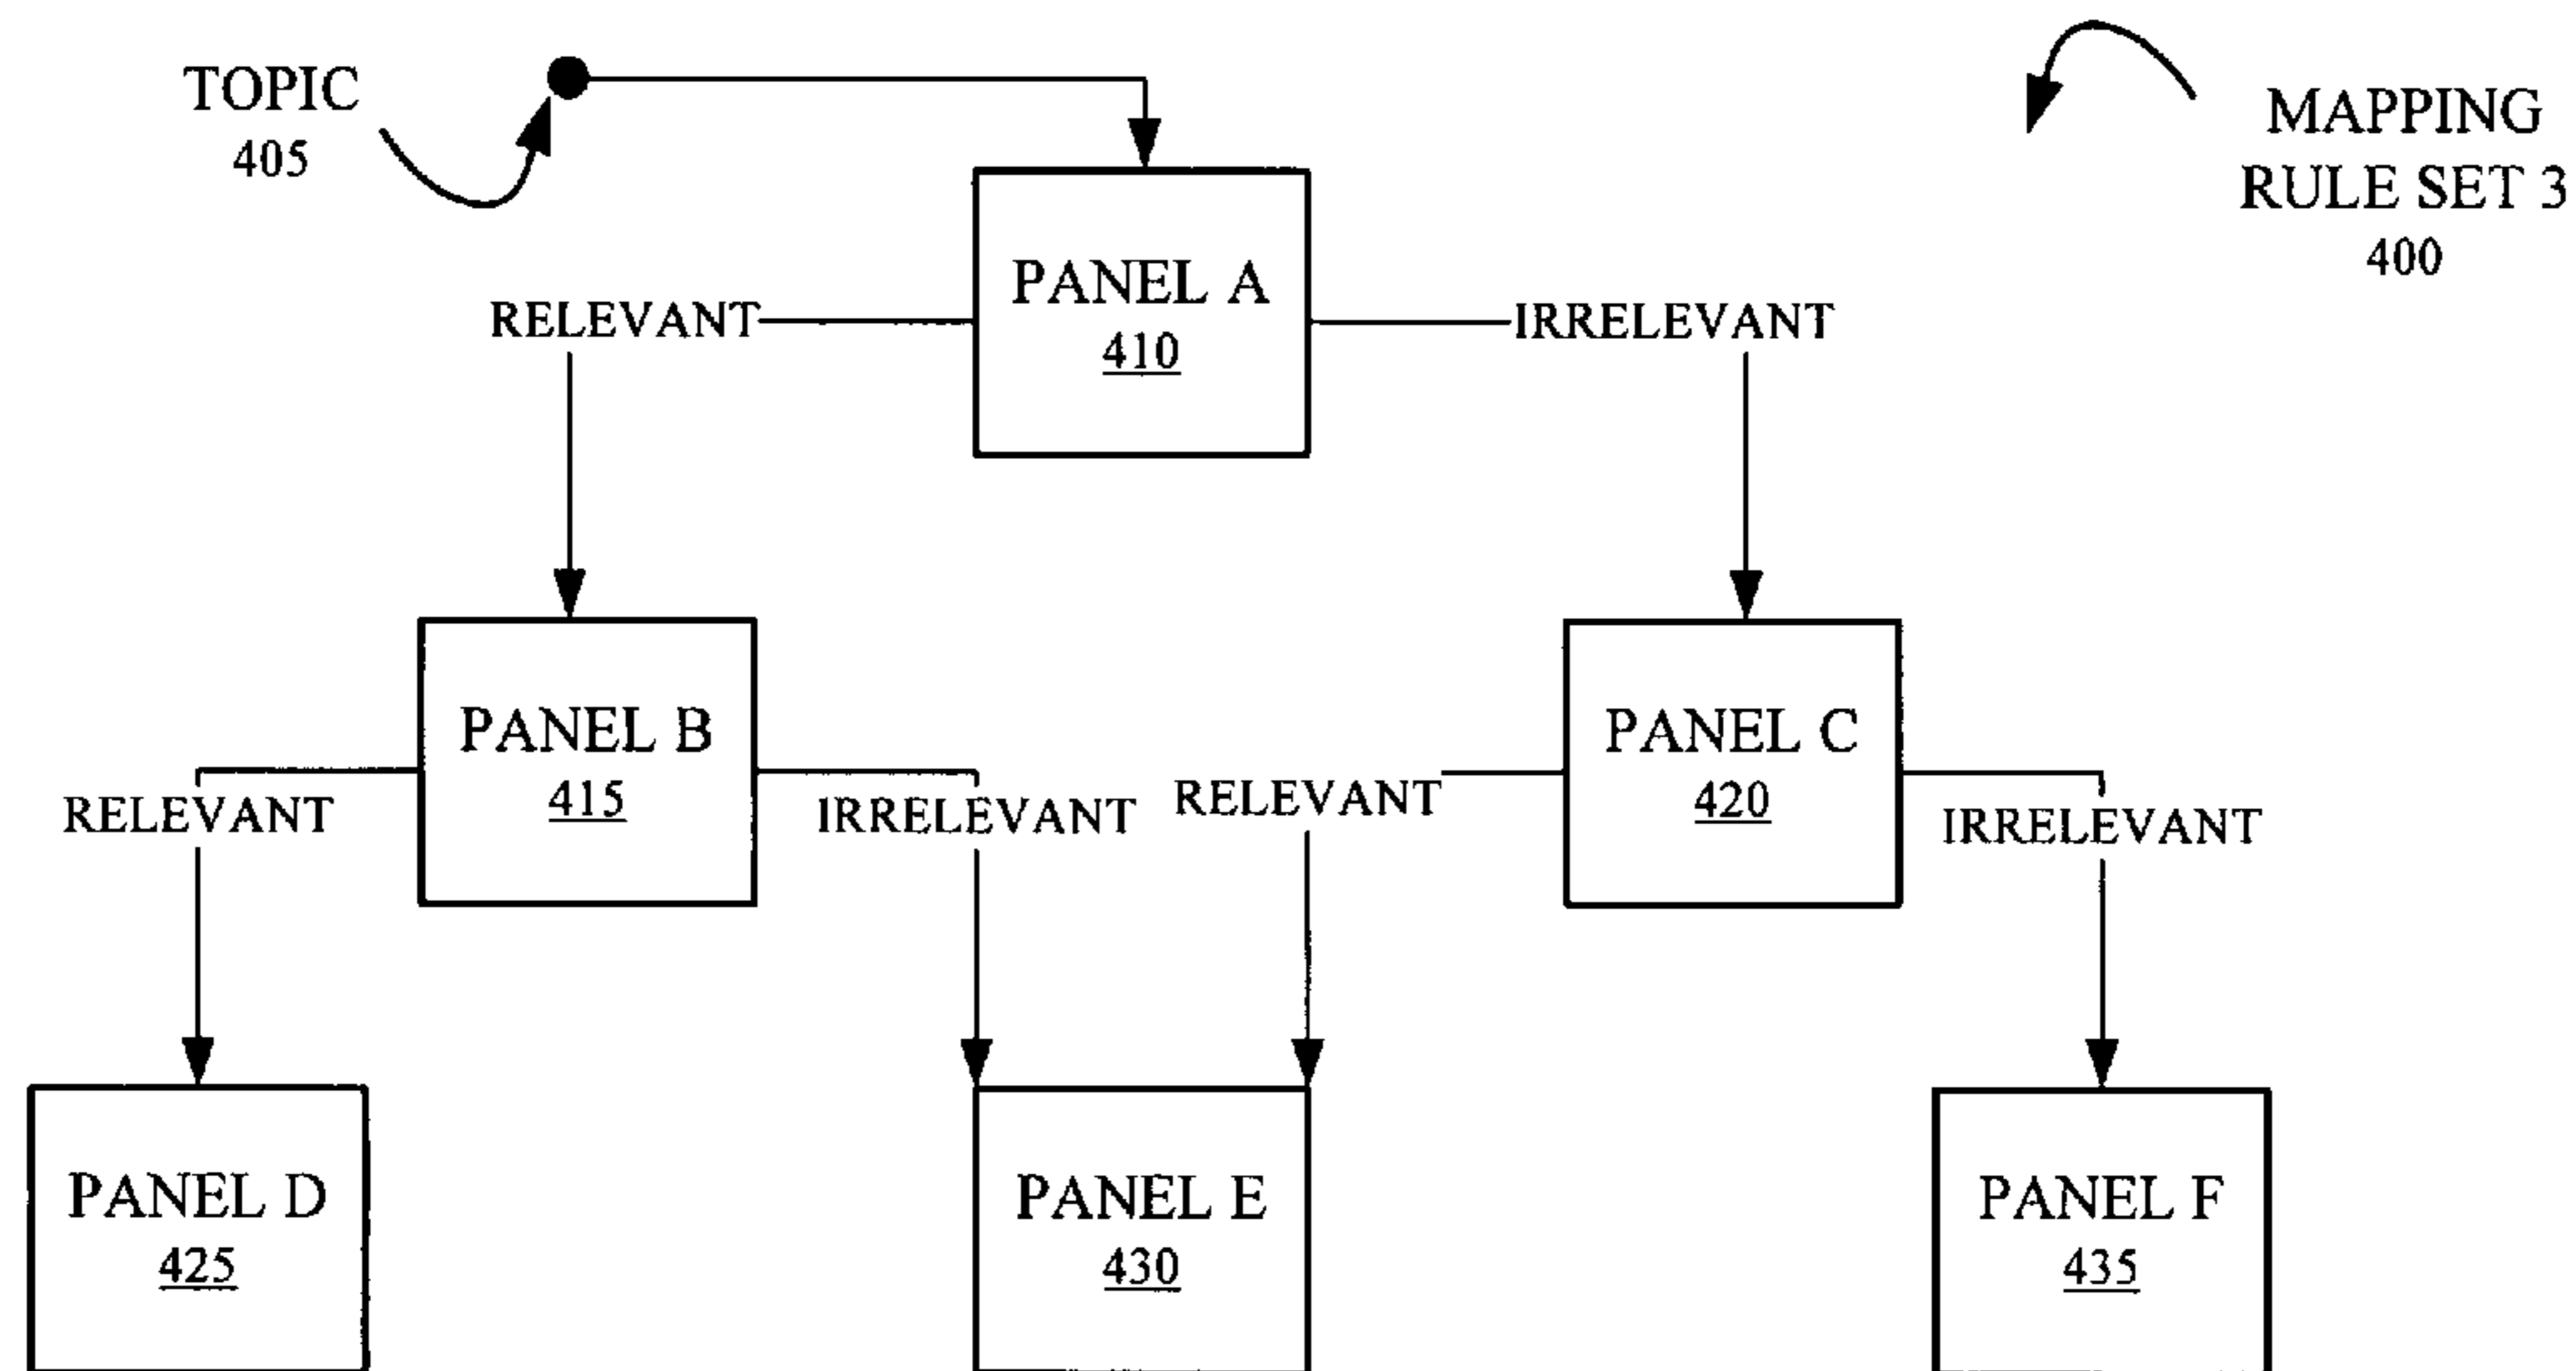 TOPIC
405
MAPPING
RULE SET 3
400
PANEL A
410
RELEVANT
IRRELEVANT
PANEL B
415
PANEL C
420
RELEVANT
IRRELEVANT
RELEVANT
IRRELEVANT
PANEL D
425
PANEL E
430
PANEL F
435